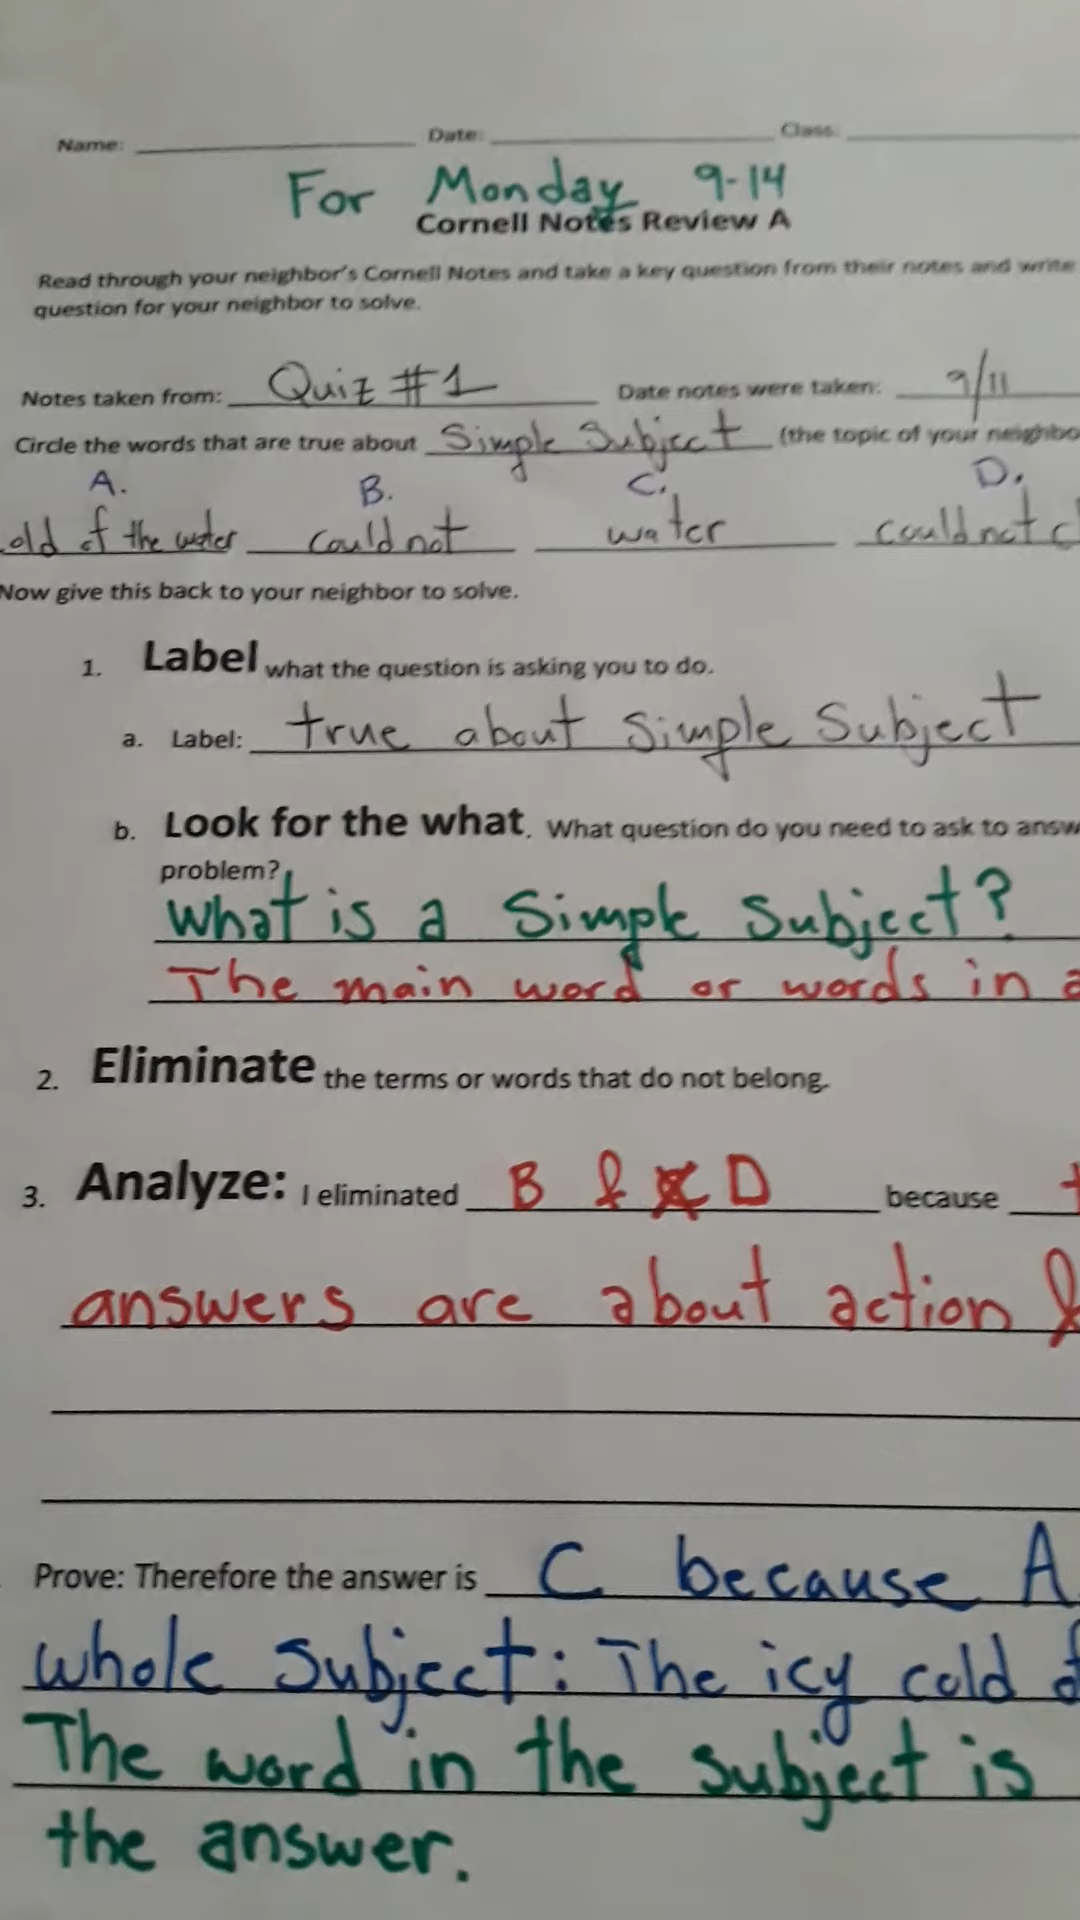 Name: Date: Class:
For Monday 9-14
Cornell Notes Review A
Read through your neighbor's Cornell Notes and take a key question from their notes and write
question for your neighbor to solve.
Notes taken from: Quiz #1 Date notes were taken: 9/11
Circle the words that are true about Simple Subject (the topic of your neighbo
A. B. C. D.
old of the water could not water could not c
Now give this back to your neighbor to solve.
1. Label what the question is asking you to do.
a. Label: true about Simple Subject
b. Look for the what. What question do you need to ask to answ
problem?
What is a Simple Subject?
The main word or words in a
2. Eliminate the terms or words that do not belong.
3. Analyze: I eliminated B & D because t
answers are about action &
Prove: Therefore the answer is C because A
whole subject: The icy cold of
The word in the subject is
the answer.